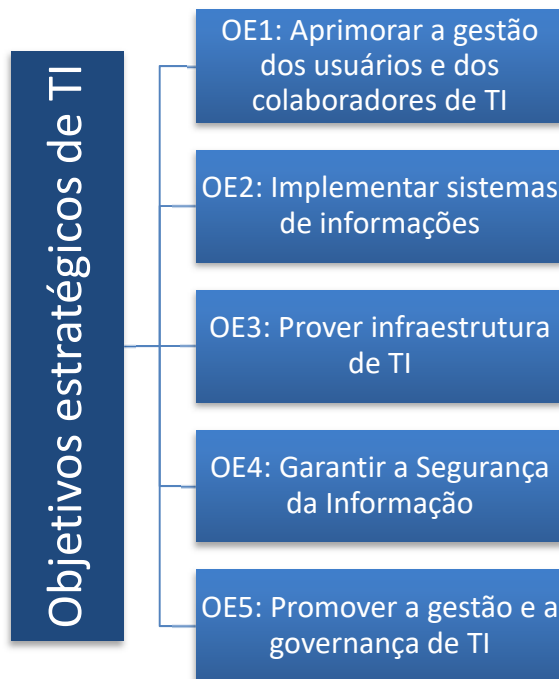 Objetivos estratégicos de TI
OE1: Aprimorar a gestão
dos usuários e dos
colaboradores de TI
OE2: Implementar sistemas
de informações
OE3: Prover infraestrutura
de TI
OE4: Garantir a Segurança
da Informação
OE5: Promover a gestão e a
governança de TI